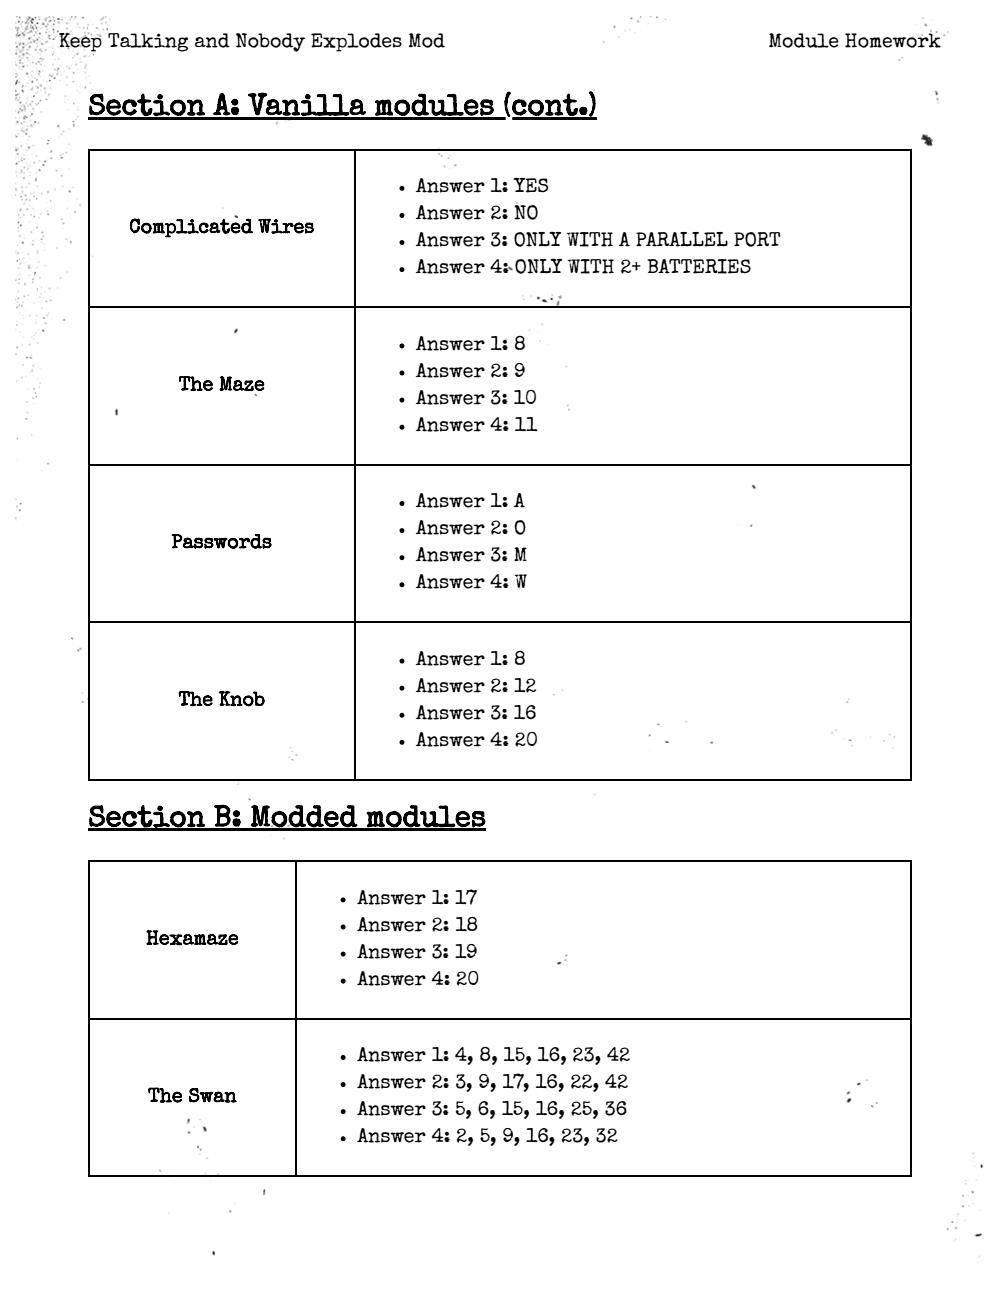 Keep Talking and Nobody Explodes Mod
Module Homework
Section A: Vanilla modules (cont.)
Complicated Wires
• Answer 1: YES
• Answer 2: NO
• Answer 3: ONLY WITH A PARALLEL PORT
• Answer 4: ONLY WITH 2+ BATTERIES
The Maze
• Answer 1: 8
• Answer 2: 9
• Answer 3: 10
• Answer 4: 11
Passwords
• Answer 1: A
• Answer 2: O
• Answer 3: M
• Answer 4: W
The Knob
• Answer 1: 8
• Answer 2: 12
• Answer 3: 16
• Answer 4: 20
Section B: Modded modules
Hexamaze
• Answer 1: 17
• Answer 2: 18
• Answer 3: 19
• Answer 4: 20
The Swan
• Answer 1: 4, 8, 15, 16, 23, 42
• Answer 2: 3, 9, 17, 16, 22, 42
• Answer 3: 5, 6, 15, 16, 25, 36
• Answer 4: 2, 5, 9, 16, 23, 32